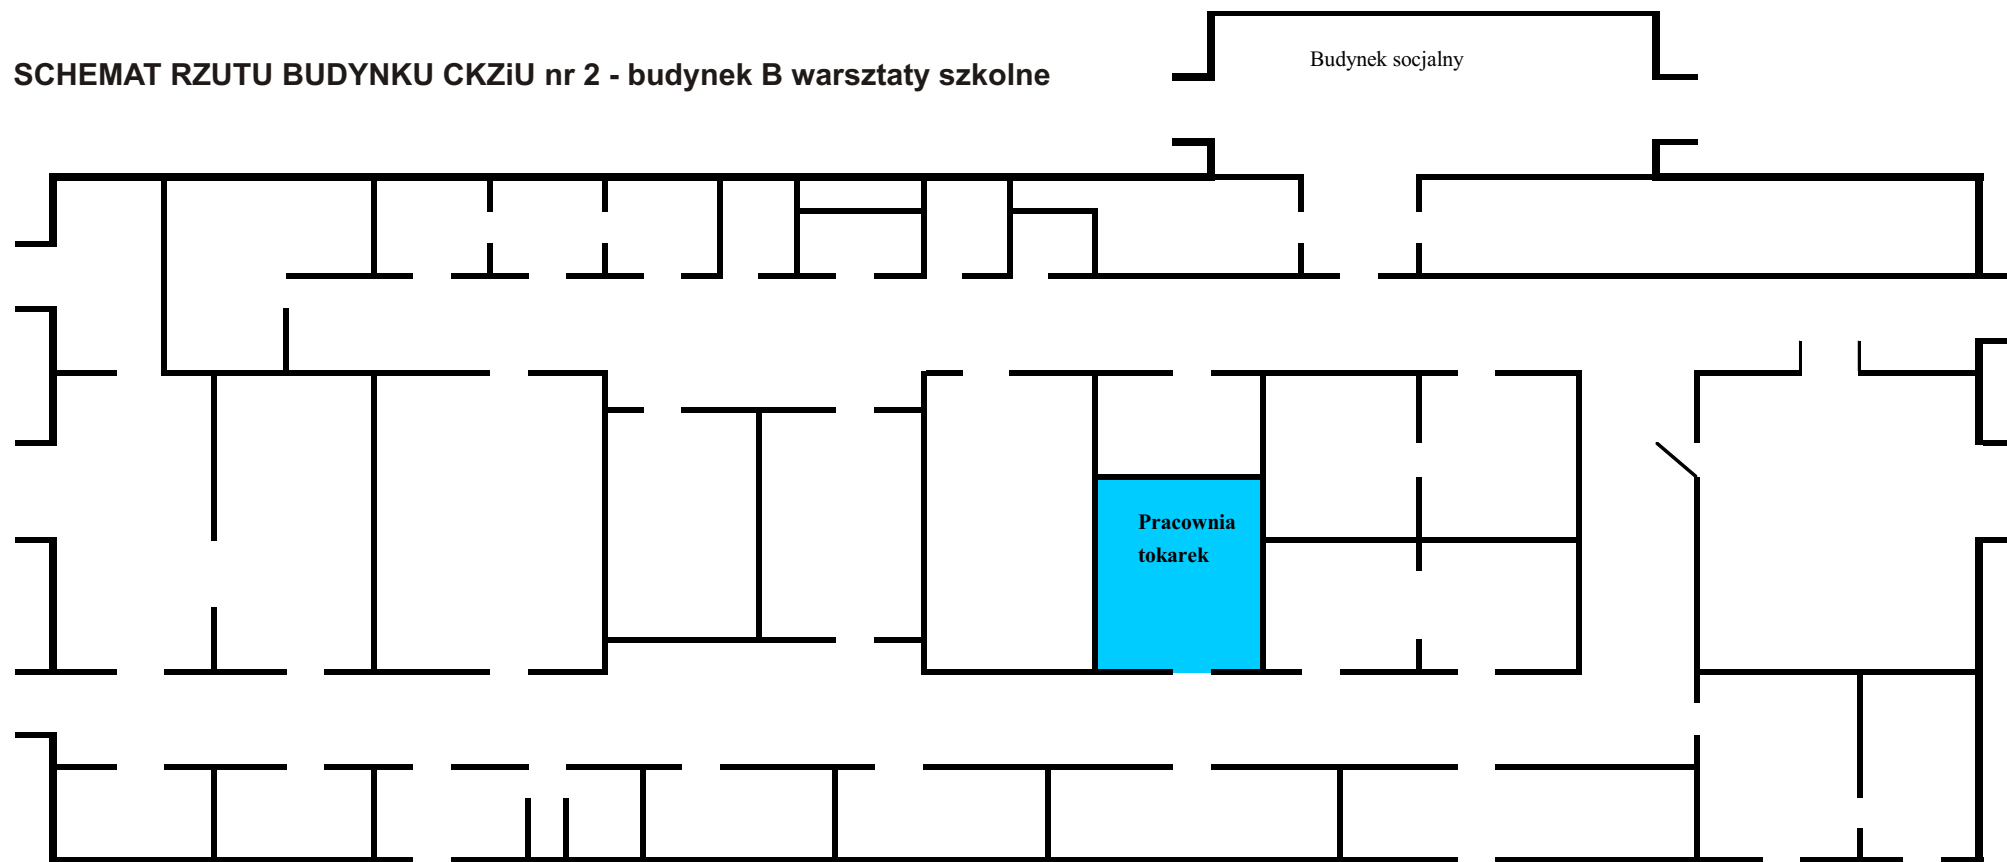 Budynek socjalny
SCHEMAT RZUTU BUDYNKU CKZiU nr 2 - budynek B warsztaty szkolne
Pracownia
tokarek